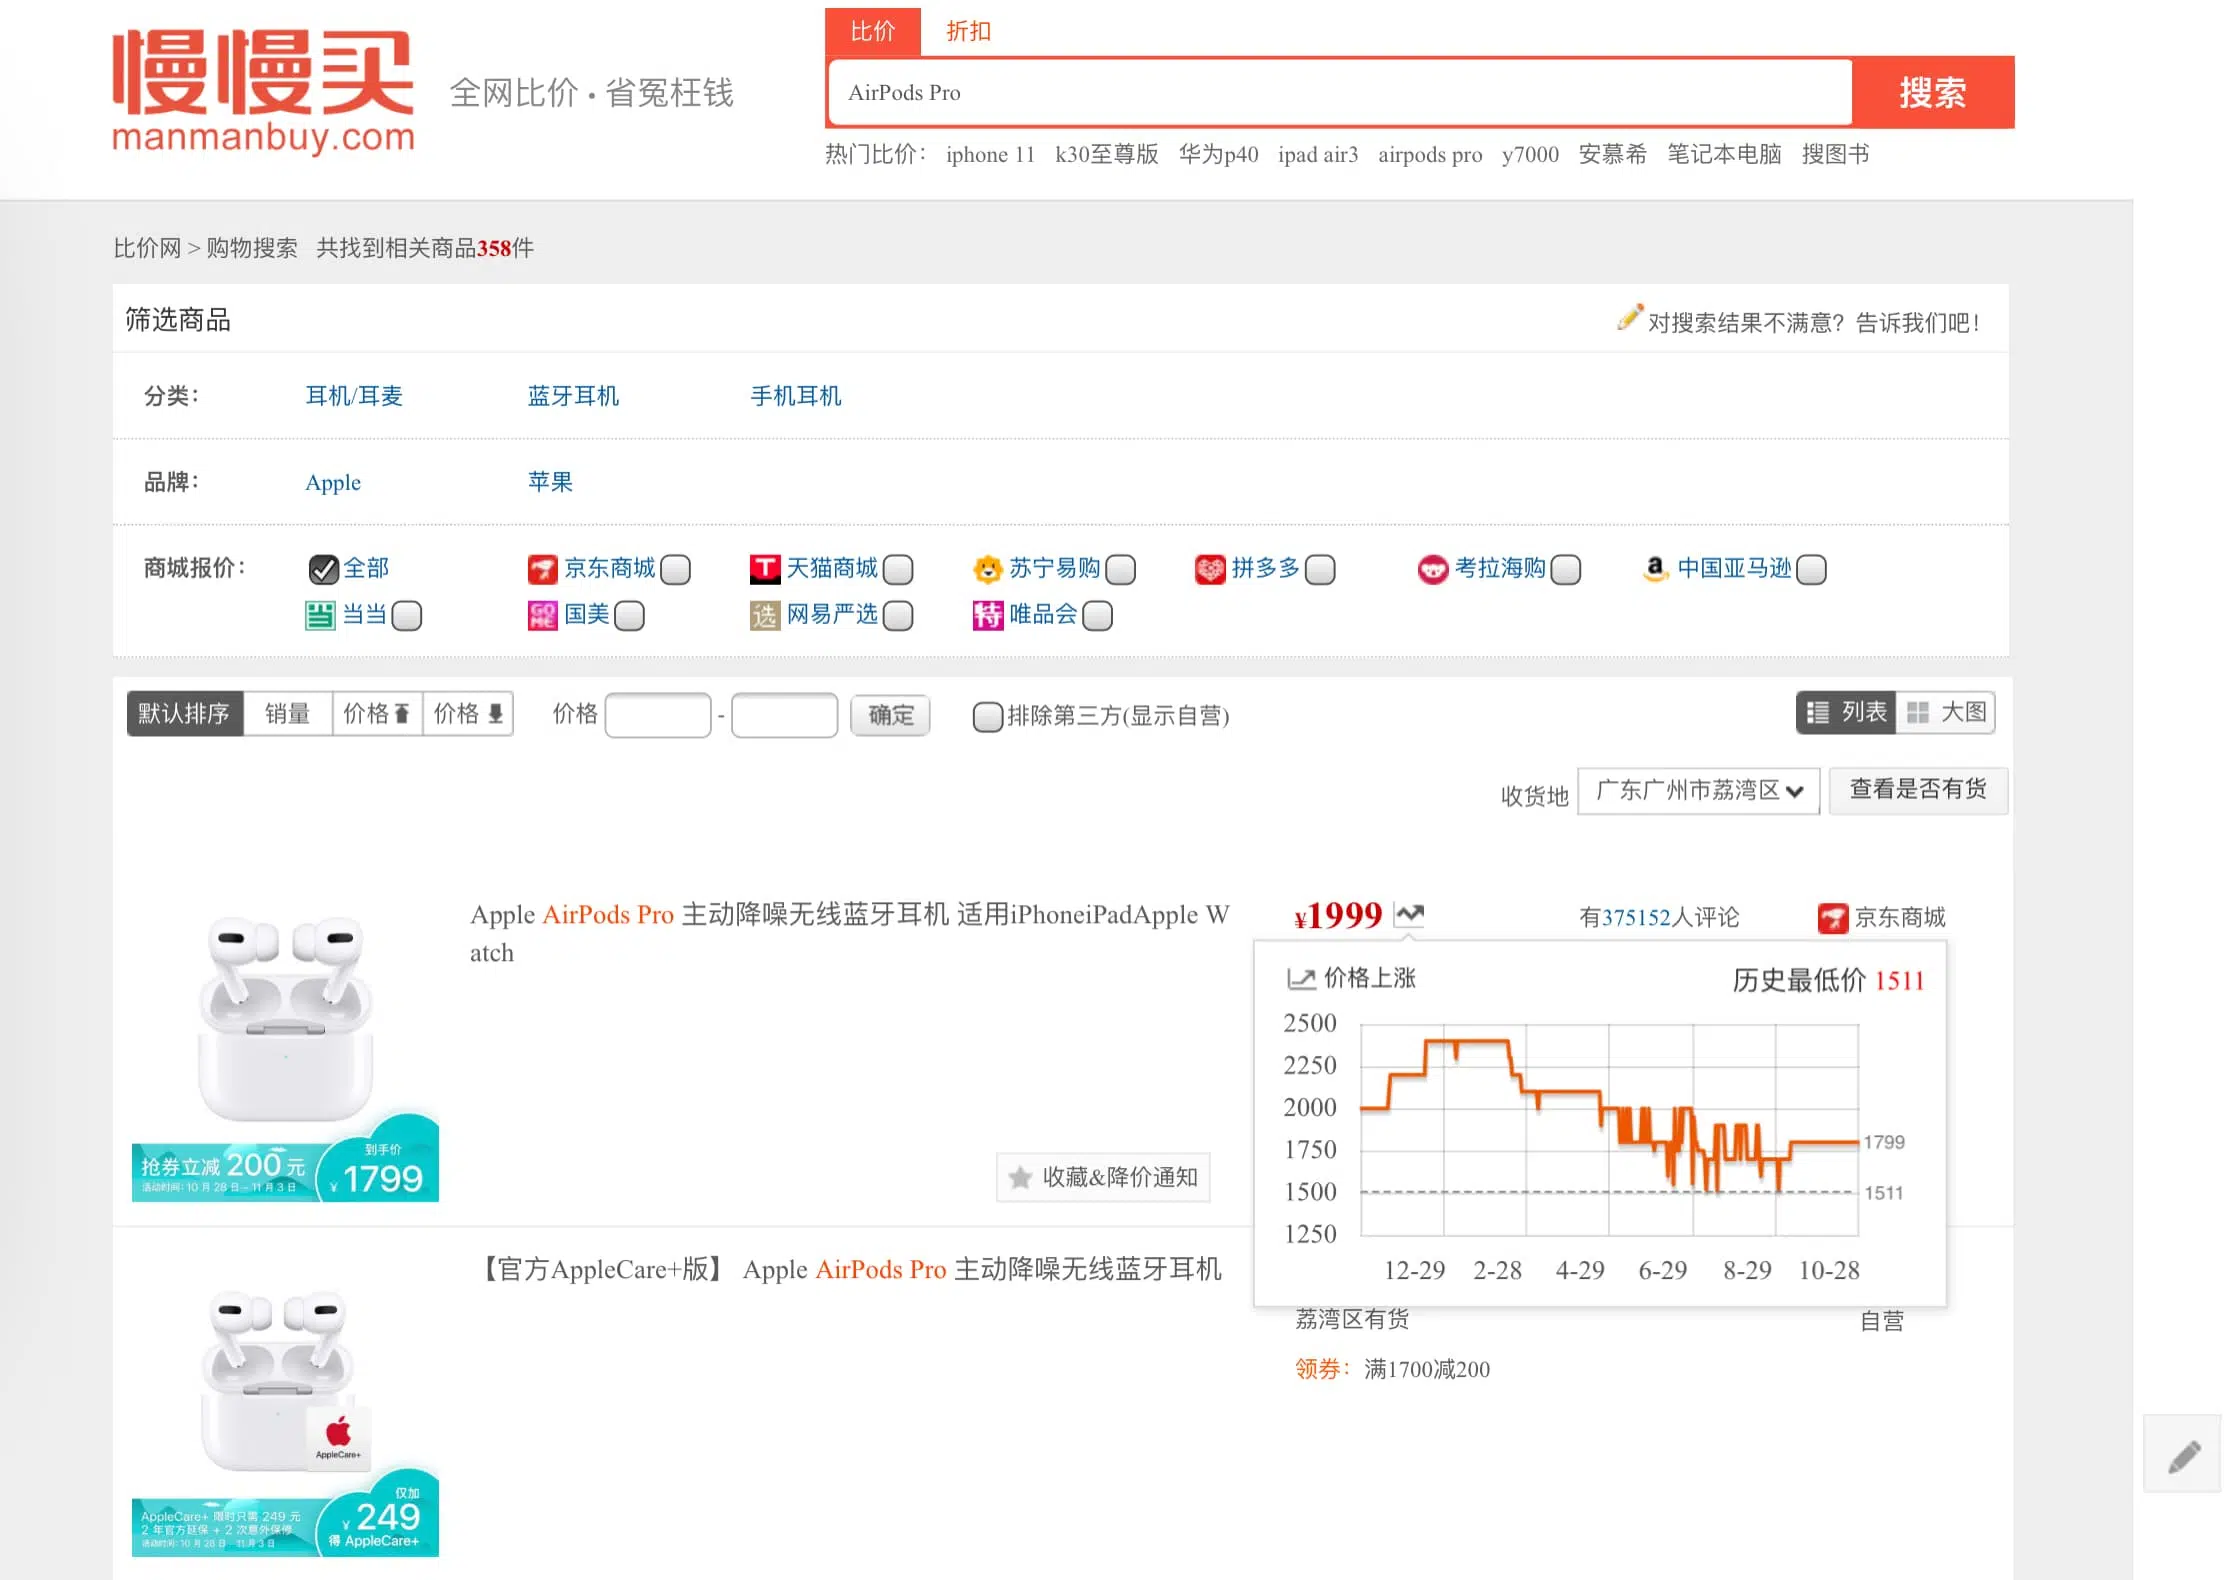 慢慢买
manmanbuy.com
全网比价·省冤枉钱
比价 折扣
AirPods Pro
搜索
热门比价： iphone 11 k30至尊版 华为p40 ipad air3 airpods pro y7000 安慕希 笔记本电脑 搜图书
比价网 > 购物搜索 共找到相关商品358件
筛选商品
对搜索结果不满意？告诉我们吧！
分类： 耳机/耳麦 蓝牙耳机 手机耳机
品牌： Apple 苹果
商城报价： 全部 京东商城 天猫商城 苏宁易购 拼多多 考拉海购 中国亚马逊
当当 国美 网易严选 唯品会
默认排序 销量 价格 价格 价格 - 确定 排除第三方(显示自营) 列表 大图
收货地 广东广州市荔湾区 查看是否有货
Apple AirPods Pro 主动降噪无线蓝牙耳机 适用iPhoneiPadApple W
atch
¥1999 有375152人评论 京东商城
价格上涨 历史最低价 1511
2500
2250
2000
1750
1500
1250
1799
1511
12-29 2-28 4-29 6-29 8-29 10-28
到手价
抢券立减 200 元
¥ 1799
活动时间：10 月 28 日 - 11 月 3 日
收藏&降价通知
【官方AppleCare+版】 Apple AirPods Pro 主动降噪无线蓝牙耳机
荔湾区有货 自营
领券： 满1700减200
AppleCare+
仅加
AppleCare+ 限时只需 249 元
¥ 249
2 年官方延保 + 2 次意外保修
得 AppleCare+
活动时间：10 月 28 日 11 月 3 日